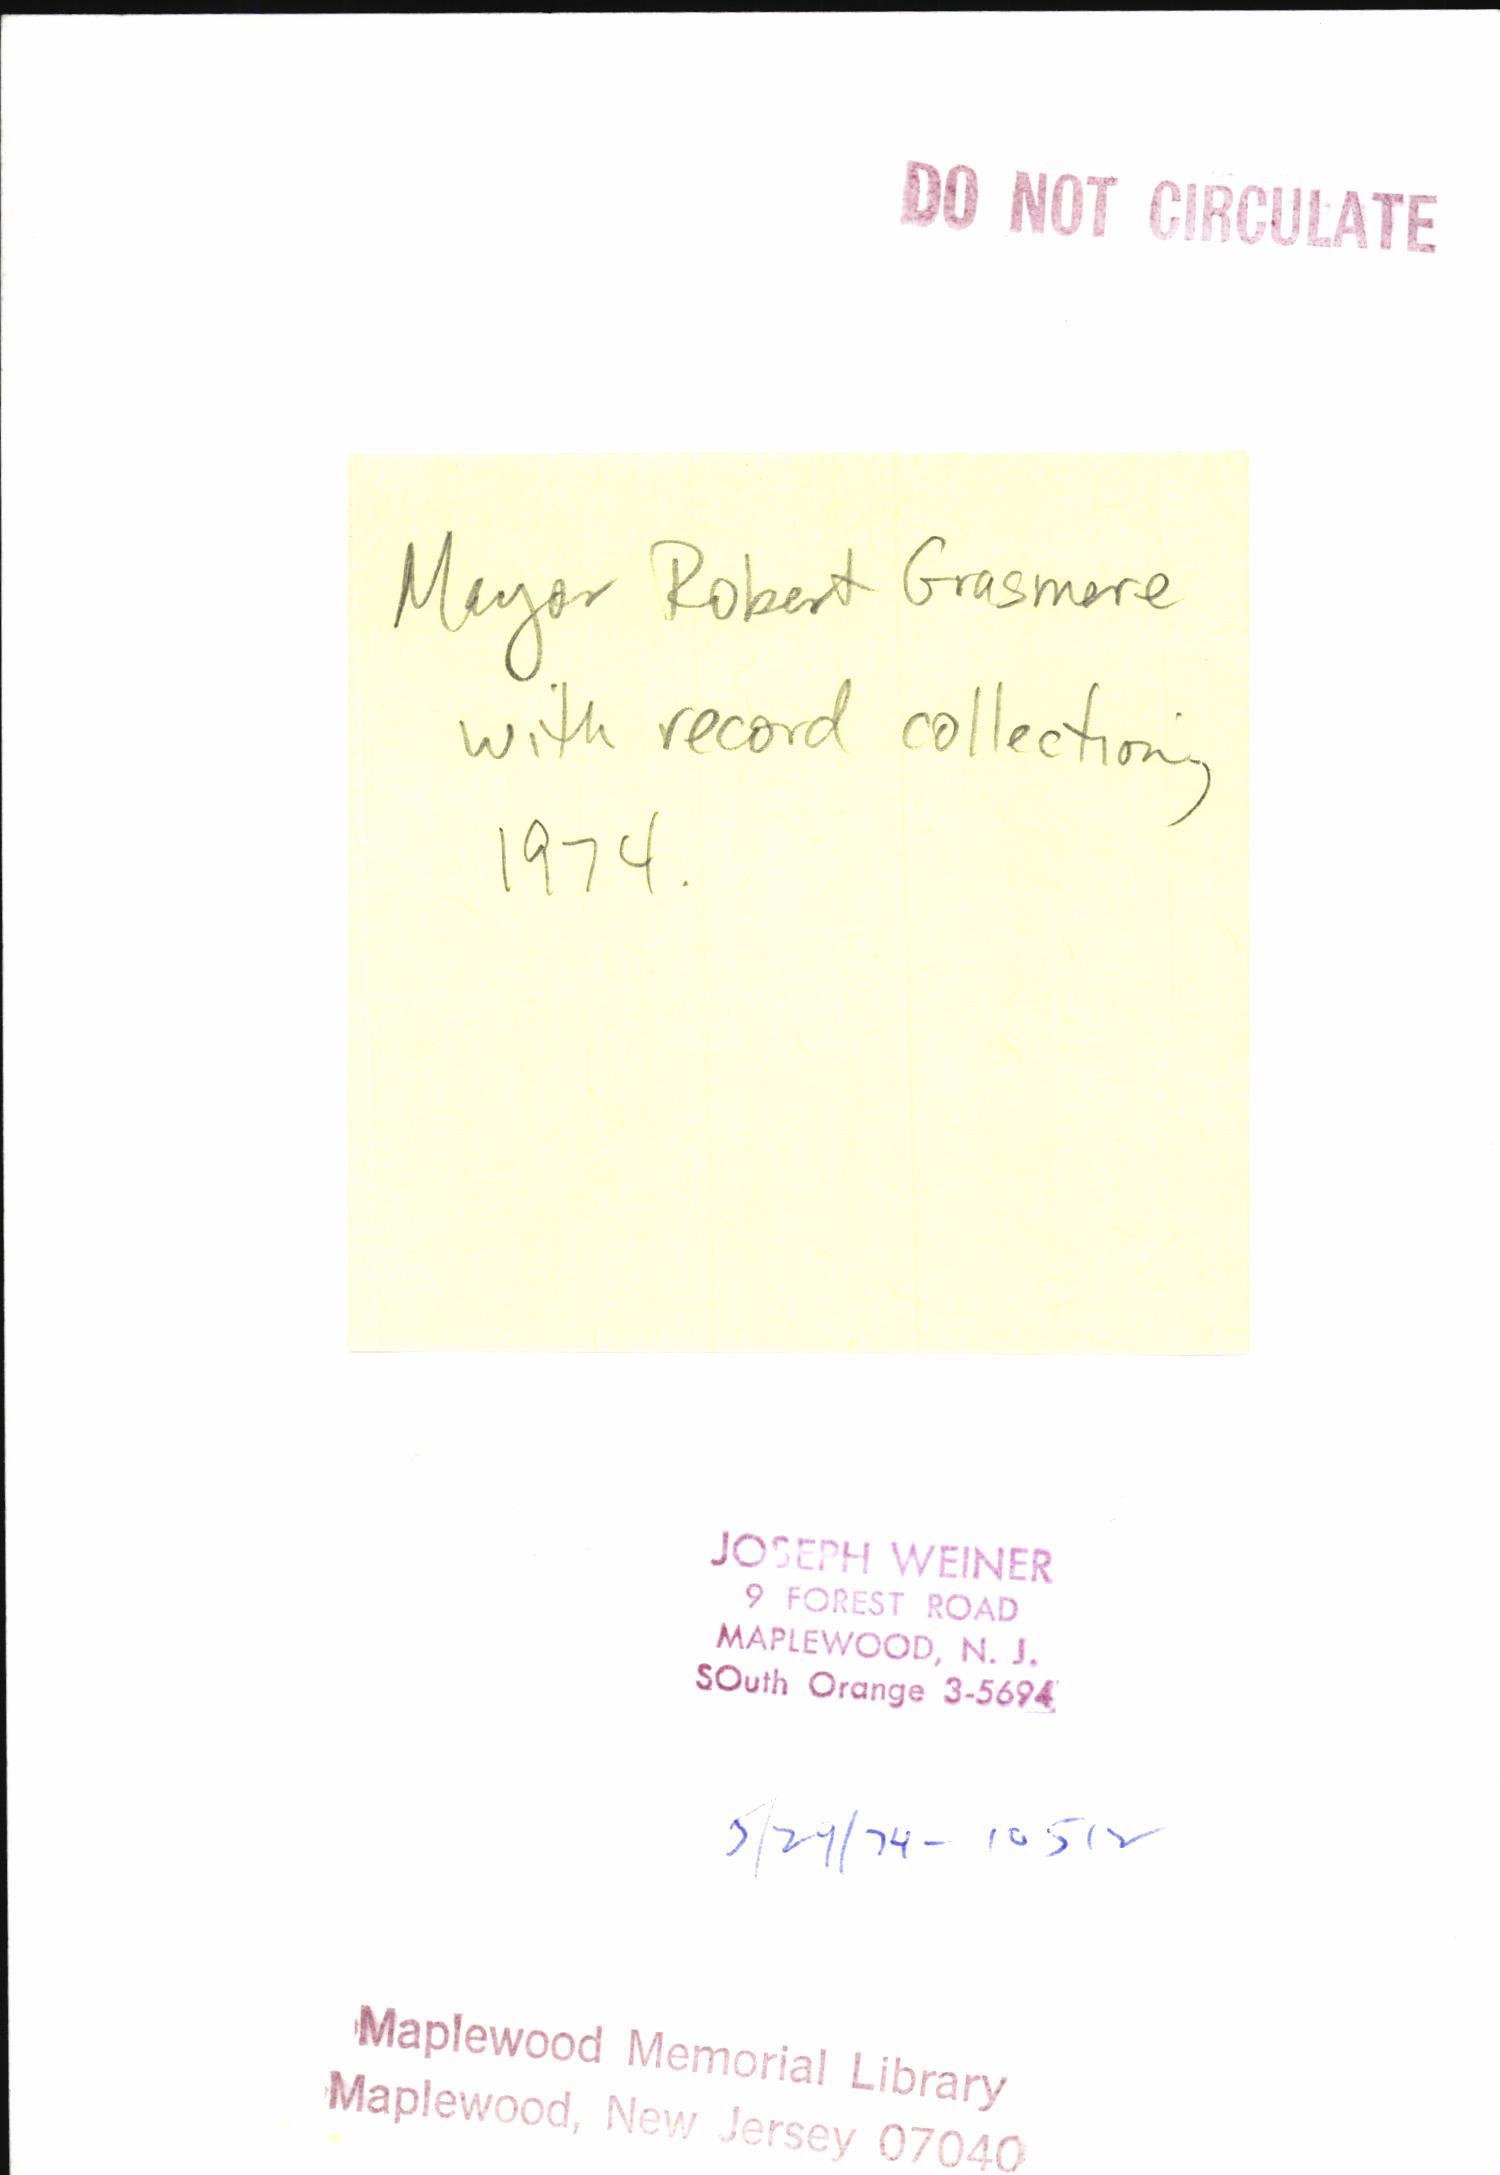 DO NOT CIRCULATE
Mayor Robert Grasmere
with record collection,
1974.
JOSEPH WEINER
9 FOREST ROAD
MAPLEWOOD, N. J.
SOuth Orange 3-5694
5/29/74 - 10512
Maplewood Memorial Library
Maplewood, New Jersey 07040